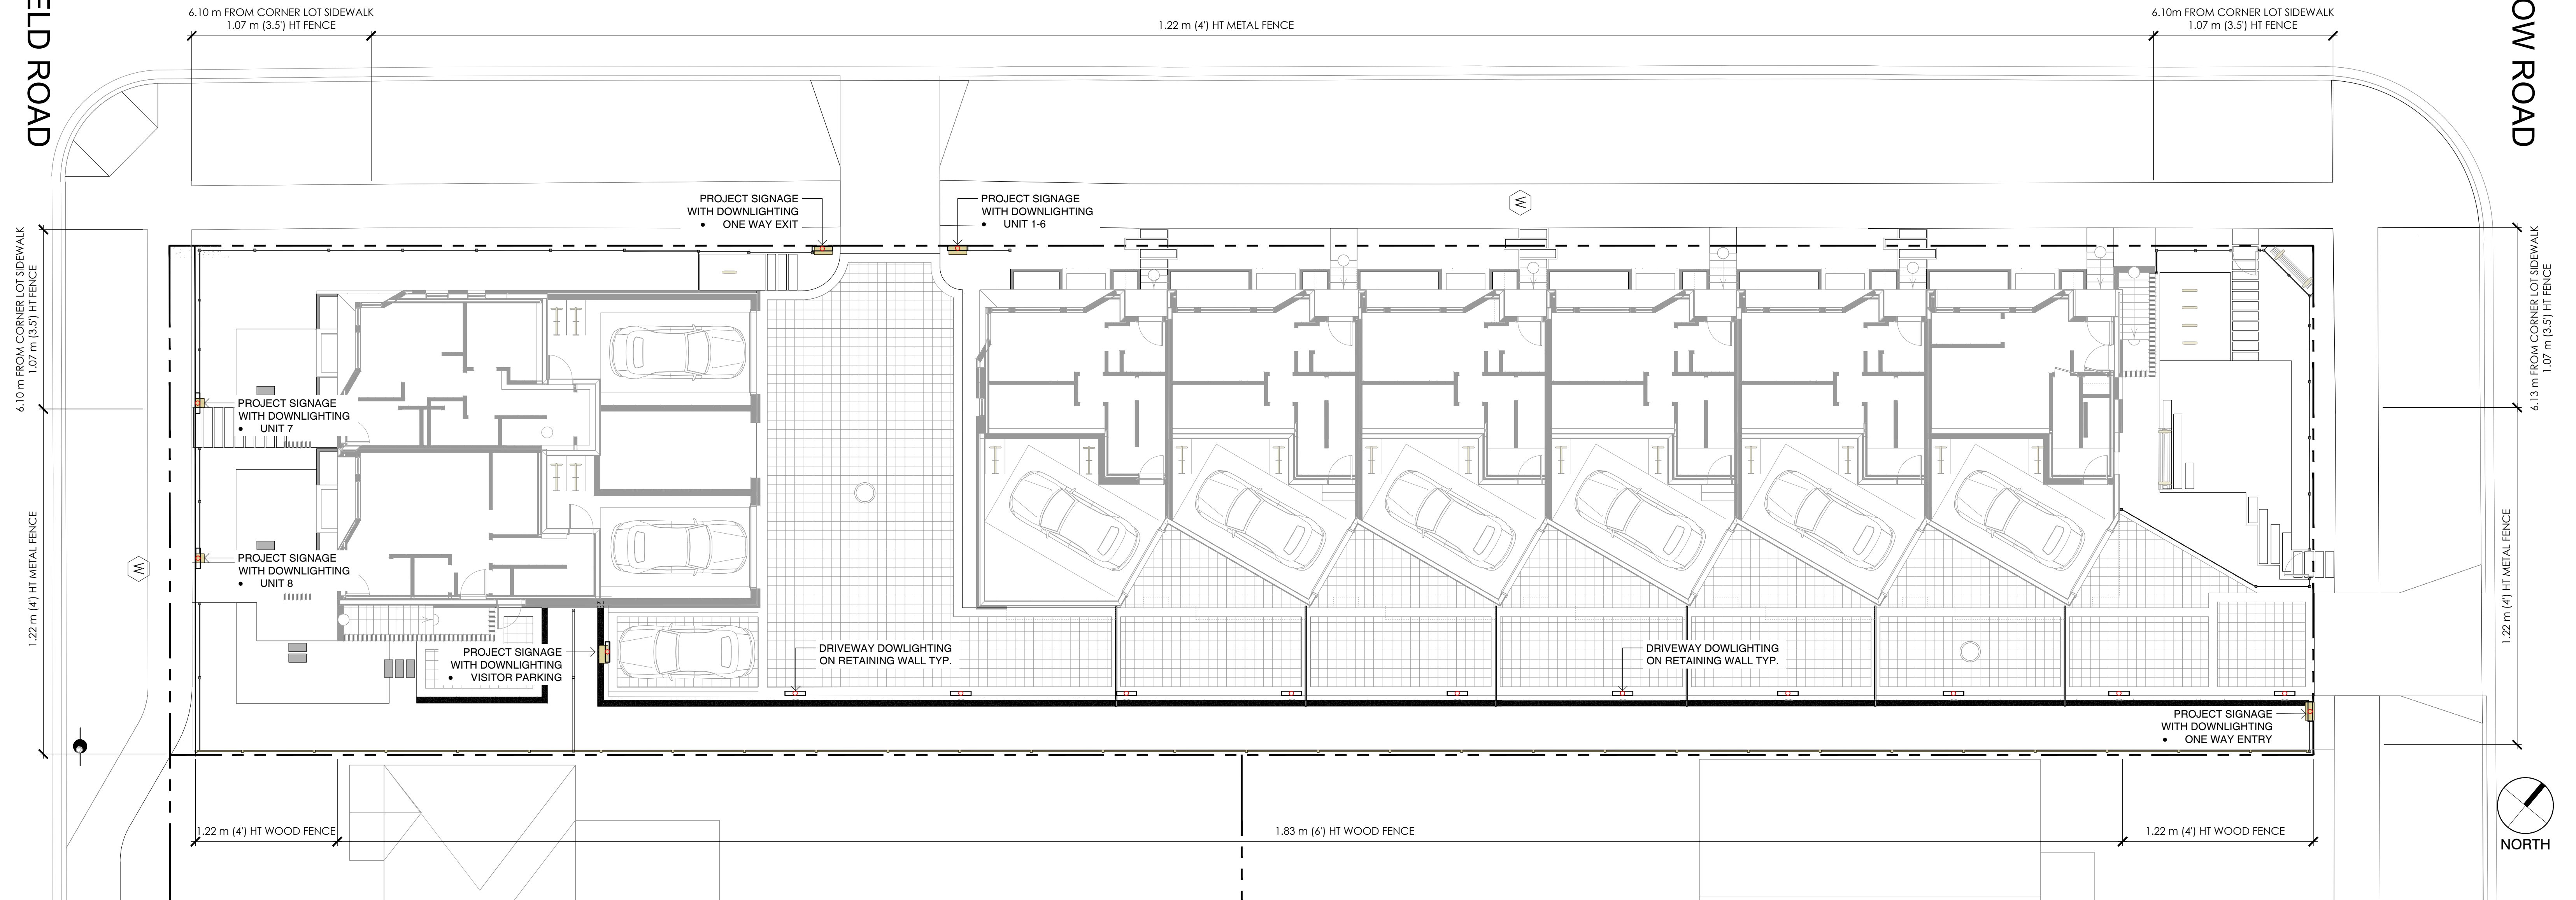 6.10 m FROM CORNER LOT SIDEWALK
1.07 m (3.5') HT FENCE
1.22 m (4') HT METAL FENCE
6.10m FROM CORNER LOT SIDEWALK
1.07 m (3.5') HT FENCE
ELD ROAD
OW ROAD
PROJECT SIGNAGE
WITH DOWNLIGHTING
• ONE WAY EXIT
PROJECT SIGNAGE
WITH DOWNLIGHTING
• UNIT 1-6
W
6.10 m FROM CORNER LOT SIDEWALK
1.07 m (3.5') HT FENCE
6.13 m FROM CORNER LOT SIDEWALK
1.07 m (3.5') HT FENCE
PROJECT SIGNAGE
WITH DOWNLIGHTING
• UNIT 7
PROJECT SIGNAGE
WITH DOWNLIGHTING
• UNIT 8
W
1.22 m (4') HT METAL FENCE
1.22 m (4') HT METAL FENCE
PROJECT SIGNAGE
WITH DOWNLIGHTING
• VISITOR PARKING
DRIVEWAY DOWLIGHTING
ON RETAINING WALL TYP.
DRIVEWAY DOWLIGHTING
ON RETAINING WALL TYP.
PROJECT SIGNAGE
WITH DOWNLIGHTING
• ONE WAY ENTRY
1.22 m (4') HT WOOD FENCE
1.83 m (6') HT WOOD FENCE
1.22 m (4') HT WOOD FENCE
NORTH